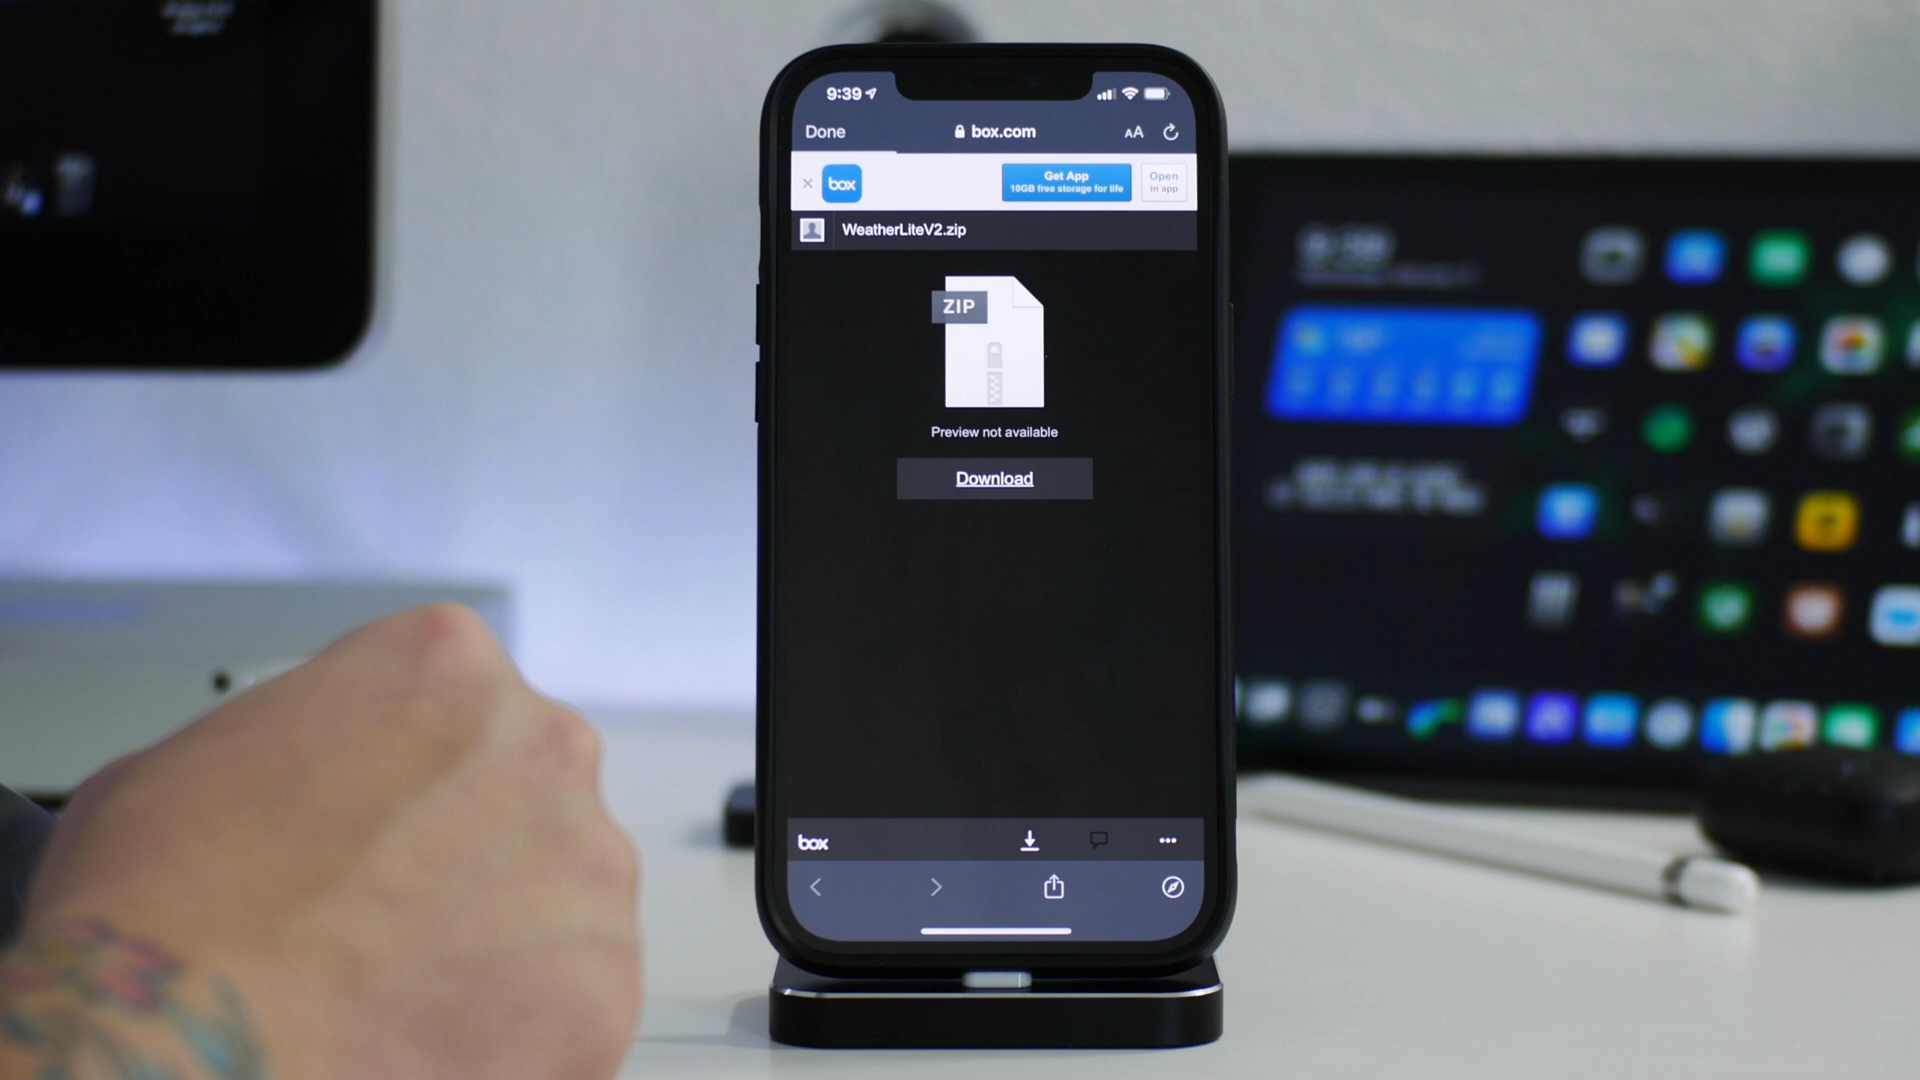 9:39
Done
box.com
AA
box
Get App
10GB free storage for life
Open
in app
WeatherLiteV2.zip
ZIP
Preview not available
Download
box